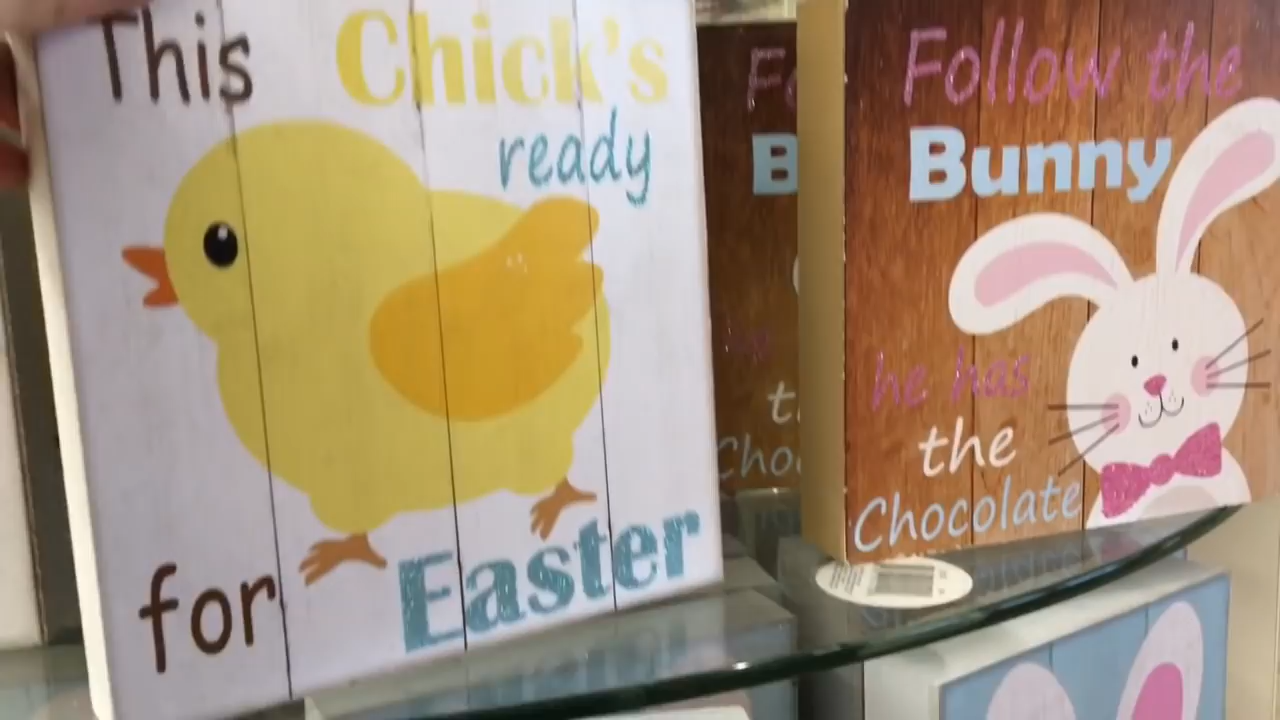 This Chick's
ready
for Easter
Follow the
Bunny
he has
the
Chocolate